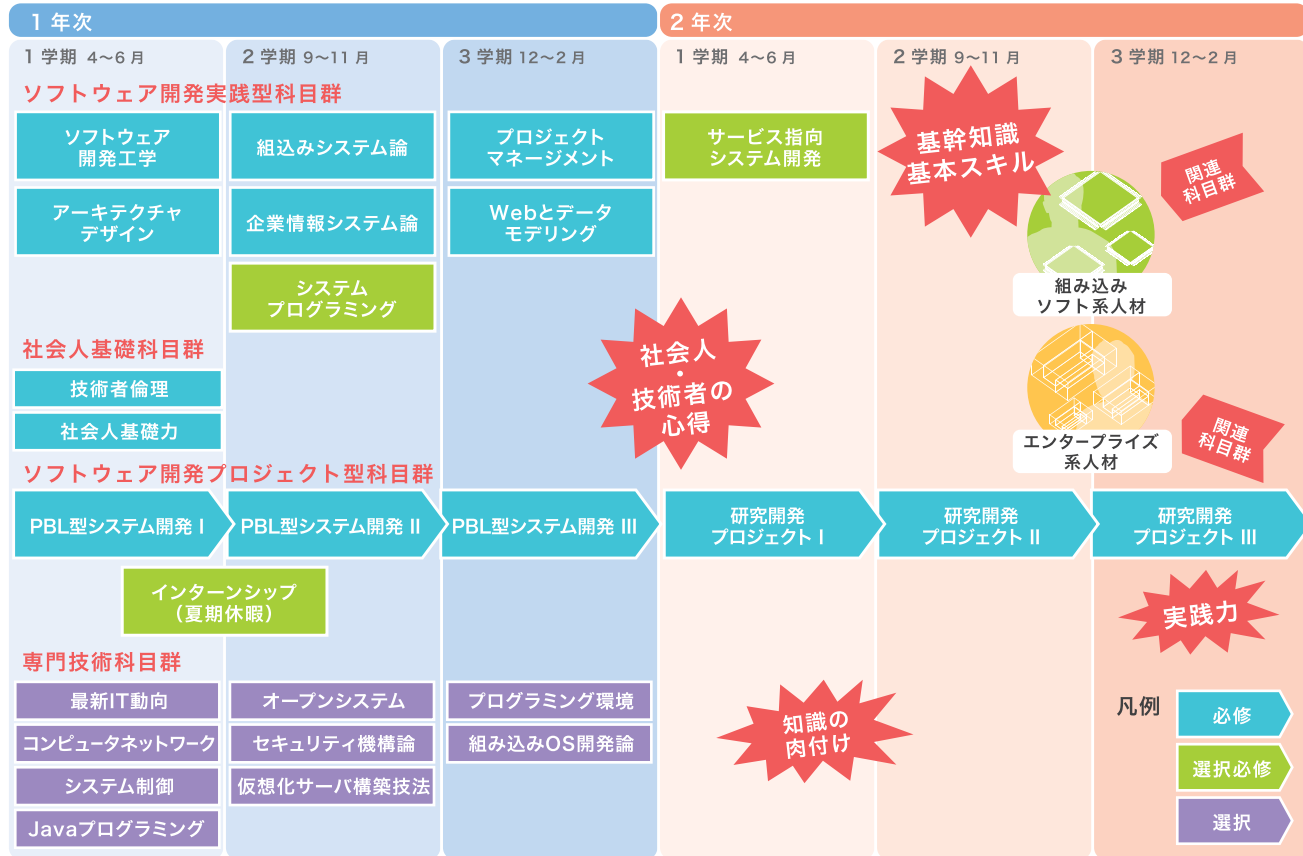 1年次
2年次
1学期 4〜6月
2学期 9〜11月
3学期 12〜2月
1学期 4〜6月
2学期 9〜11月
3学期 12〜2月
ソフトウェア開発実践型科目群
ソフトウェア
開発工学
組込みシステム論
プロジェクト
マネージメント
サービス指向
システム開発
基幹知識
基本スキル
関連
科目群
アーキテクチャ
デザイン
企業情報システム論
Webとデータ
モデリング
システム
プログラミング
組み込み
ソフト系人材
社会人基礎科目群
技術者倫理
社会人基礎力
社会人
・
技術者の
心得
エンタープライズ
系人材
関連
科目群
ソフトウェア開発プロジェクト型科目群
PBL型システム開発 I
PBL型システム開発 II
PBL型システム開発 III
研究開発
プロジェクト I
研究開発
プロジェクト II
研究開発
プロジェクト III
インターンシップ
（夏期休暇）
実践力
専門技術科目群
最新IT動向
オープンシステム
プログラミング環境
コンピュータネットワーク
セキュリティ機構論
組み込みOS開発論
システム制御
仮想化サーバ構築技法
Javaプログラミング
知識の
肉付け
凡例
必修
選択必修
選択